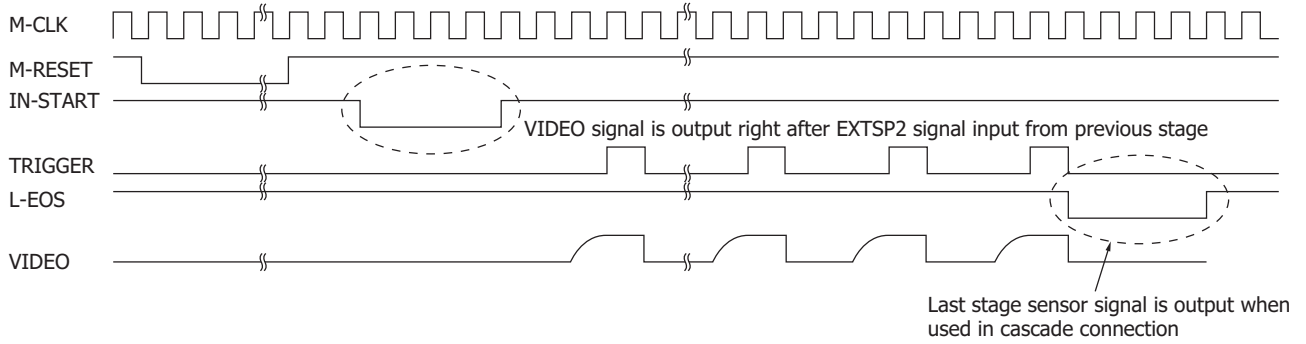 M-CLK
M-RESET
IN-START
VIDEO signal is output right after EXTSP2 signal input from previous stage
TRIGGER
L-EOS
VIDEO
Last stage sensor signal is output when
used in cascade connection